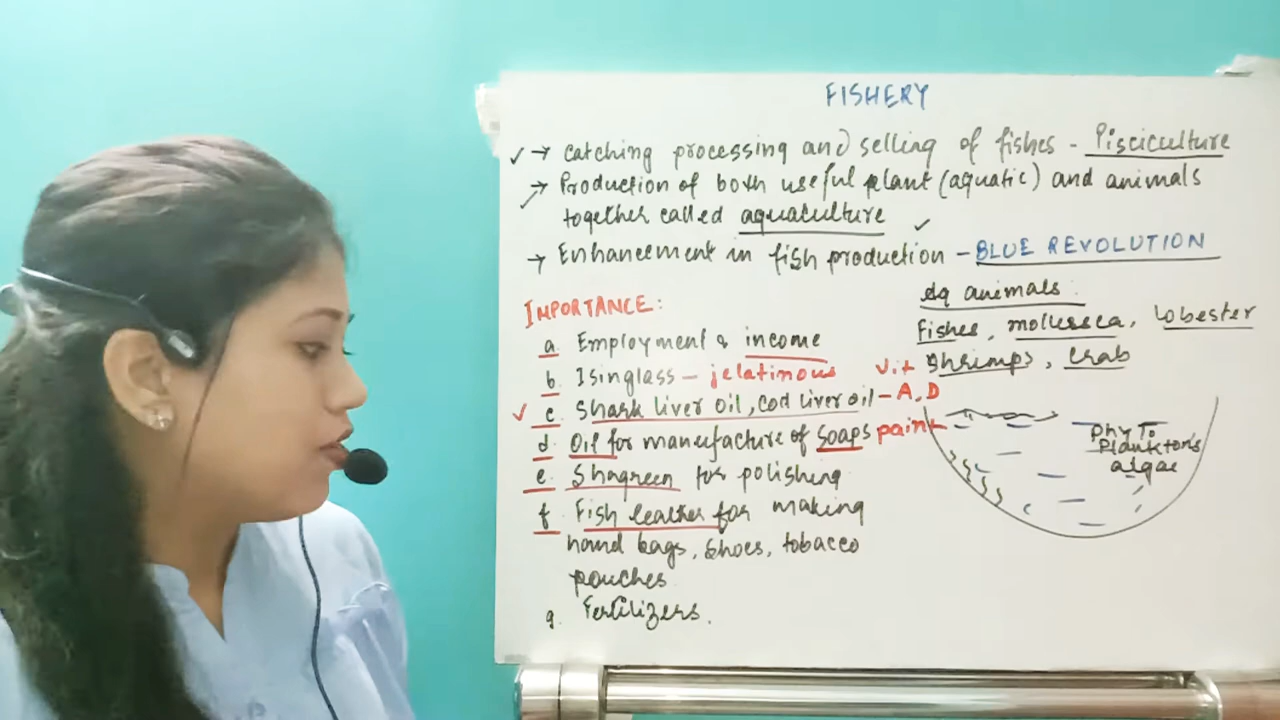 FISHERY
✓ → catching processing and selling of fishes - Pisciculture
→ Production of both useful plant (aquatic) and animals
together called aquaculture ✓
→ Enhancement in fish production - BLUE REVOLUTION
IMPORTANCE:
a. Employment & income
b. Isinglass - jelatinous
✓ c. Shark liver oil, Cod liver oil - Vit A, D
d. Oil for manufacture of soaps paint
e. Shagreen for polishing
f. Fish leather for making
hand bags, shoes, tobacco
pouches
g. Fertilizers.
Aq animals:
Fishes, mollussca, Lobester
Shrimps, crab
Phyto
Planktons
algae